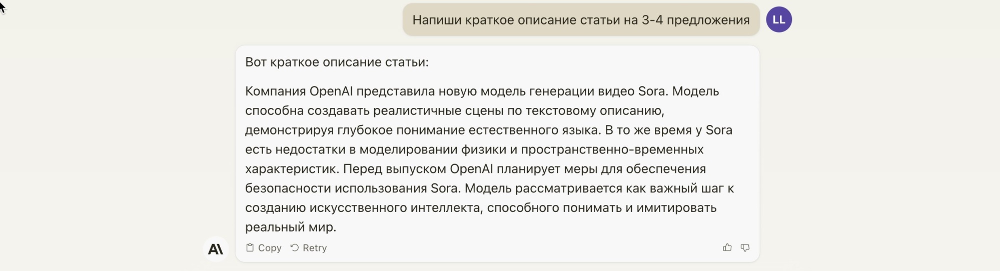 Напиши краткое описание статьи на 3-4 предложения
LL
Вот краткое описание статьи:
Компания OpenAI представила новую модель генерации видео Sora. Модель
способна создавать реалистичные сцены по текстовому описанию,
демонстрируя глубокое понимание естественного языка. В то же время у Sora
есть недостатки в моделировании физики и пространственно-временных
характеристик. Перед выпуском OpenAI планирует меры для обеспечения
безопасности использования Sora. Модель рассматривается как важный шаг к
созданию искусственного интеллекта, способного понимать и имитировать
реальный мир.
A\
Copy Retry